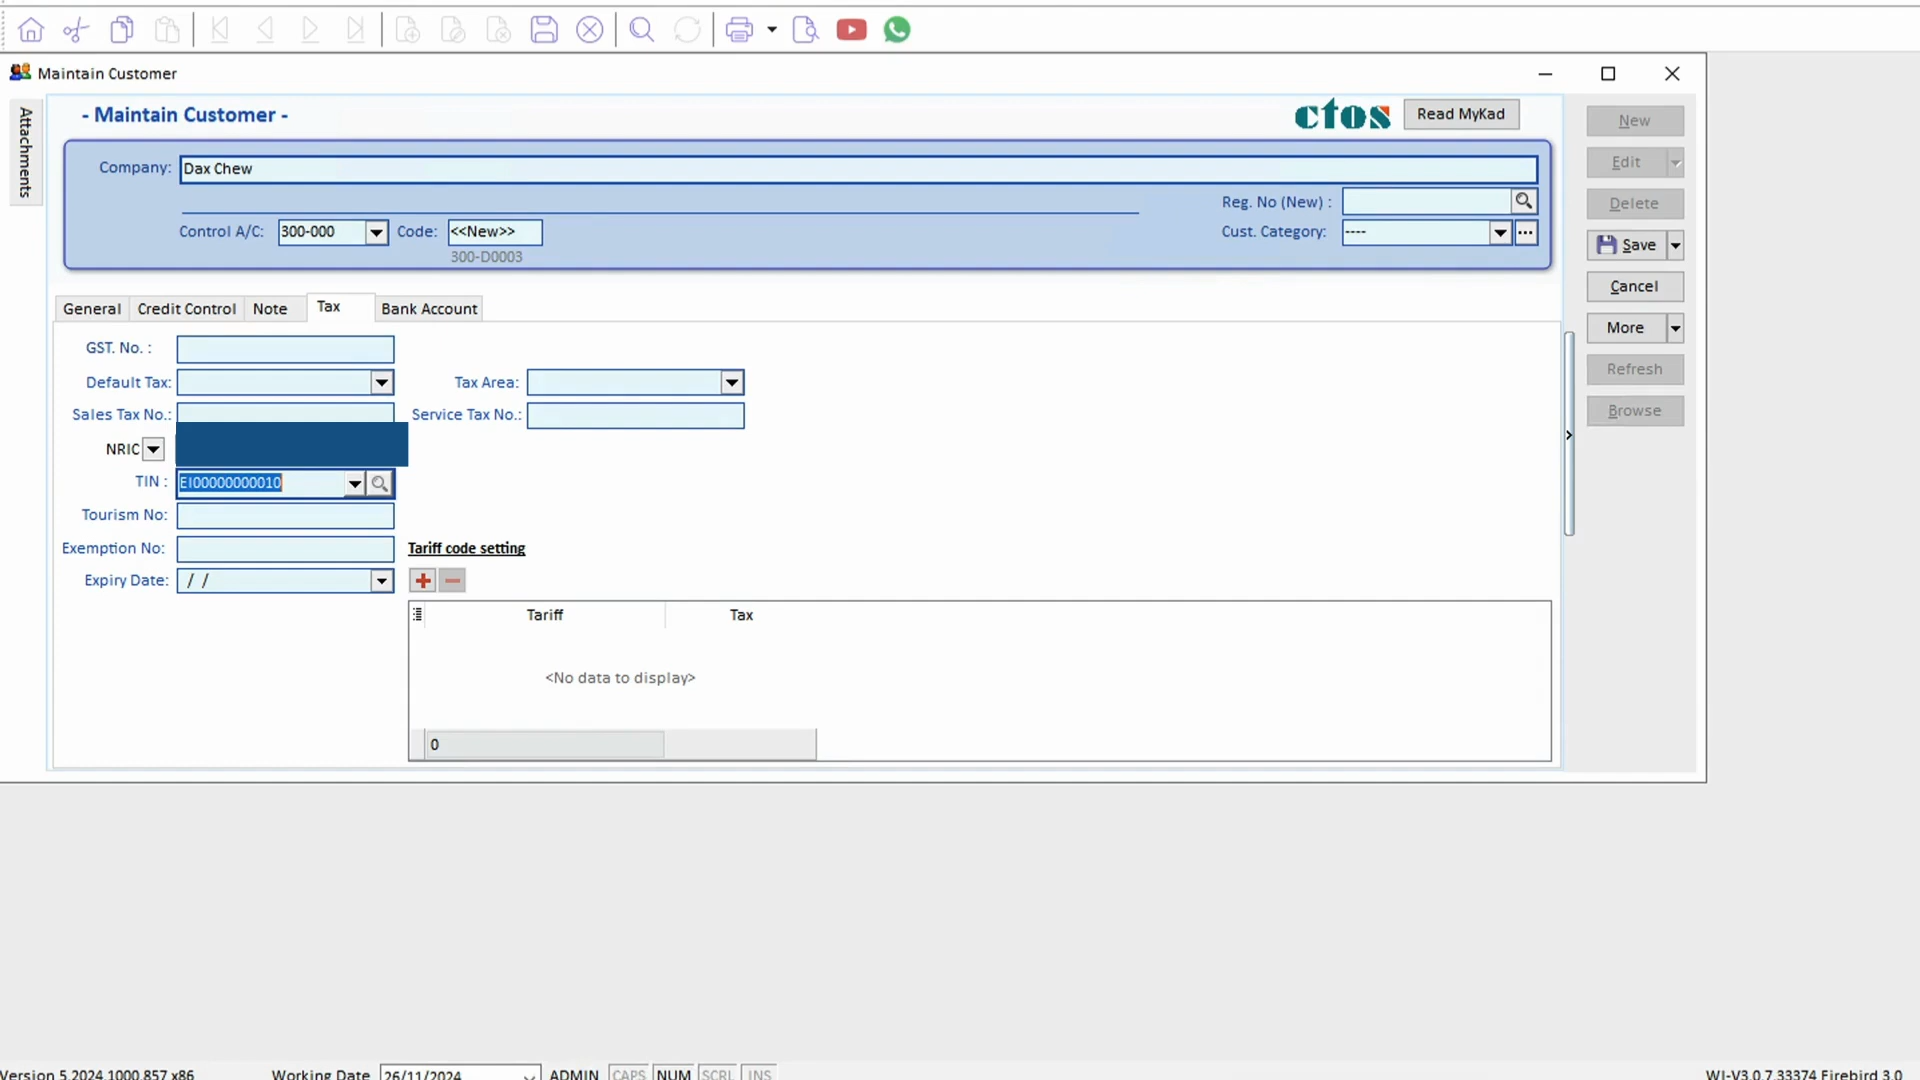 Maintain Customer
Attachments
- Maintain Customer -
ctos
Read MyKad
Company: Dax Chew
Reg. No (New) :
Control A/C: 300-000 Code: <<New>>
Cust. Category: ----
300-D0003
General Credit Control Note Tax Bank Account
GST. No. :
Default Tax: Tax Area:
Sales Tax No.: Service Tax No.:
NRIC
TIN : EI00000000010
Tourism No:
Exemption No: Tariff code setting
Expiry Date: / /
Tariff Tax
<No data to display>
0
New
Edit
Delete
Save
Cancel
More
Refresh
Browse
Version 5.2024.1000.857 x86 Working Date 26/11/2024 ADMIN CAPS NUM SCRL INS WI-V3.0.7.33374 Firebird 3.0